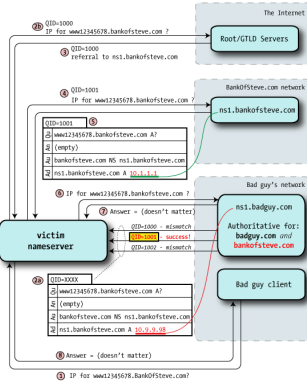 The Internet
2b QID=1000
IP for www12345678.bankofsteve.com ?
Root/GTLD Servers
3 QID=1000
referral to ns1.bankofsteve.com
BankOfSteve.com network
4 QID=1001
IP for www12345678.bankofsteve.com ?
ns1.bankofsteve.com
5
QID=1001
Qu www12345678.bankofsteve.com A?
An (empty)
Au bankofsteve.com NS ns1.bankofsteve.com
Ad ns1.bankofsteve.com A 10.1.1.1
6 IP for www12345678.bankofsteve.com ?
Bad guy's network
7 Answer = (doesn't matter)
ns1.badguy.com
QID=1000 - mismatch
QID=1001 - success!
QID=1002 - mismatch
Authoritative for:
badguy.com and
bankofsteve.com
victim
nameserver
2a
QID=XXXX
Qu www12345678.bankofsteve.com A?
An (empty)
Au bankofsteve.com NS ns1.bankofsteve.com
Ad ns1.bankofsteve.com A 10.9.9.98
Bad guy client
8 Answer = (doesn't matter)
1 IP for www12345678.BankOfSteve.com?